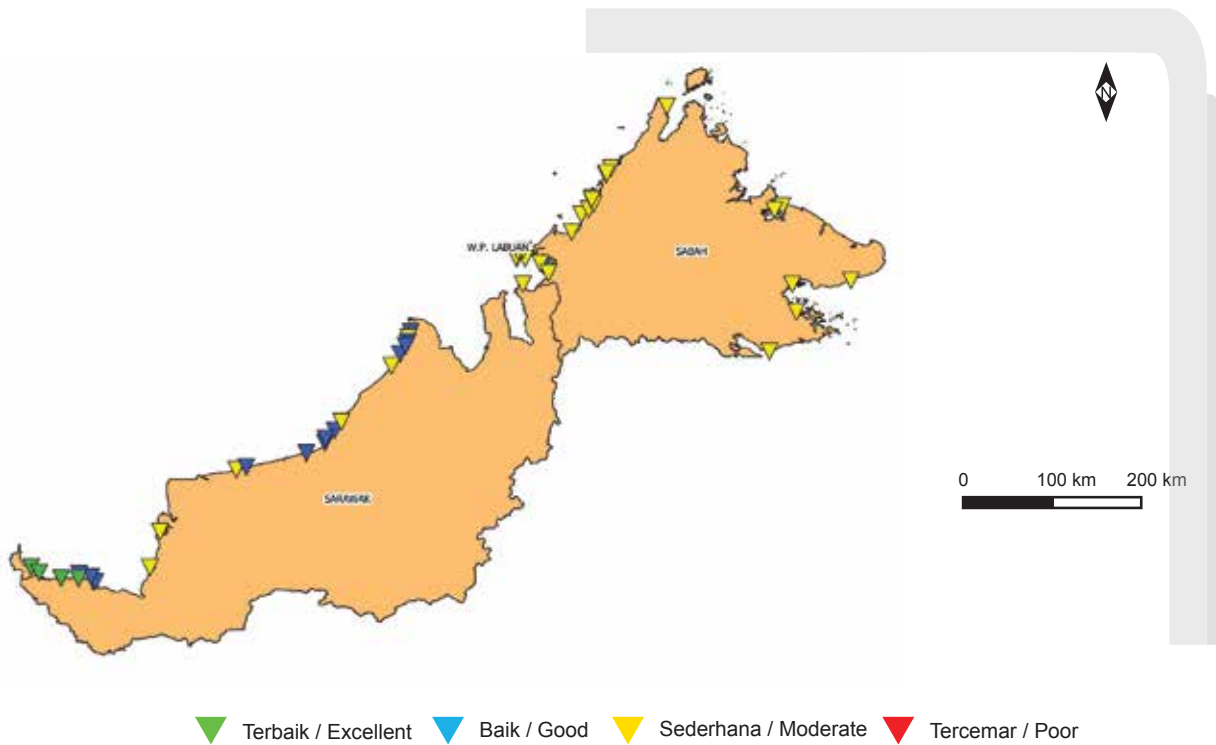 N
W.P. LABUAN
SABAH
SARAWAK
0 100 km 200 km
Terbaik / Excellent Baik / Good Sederhana / Moderate Tercemar / Poor